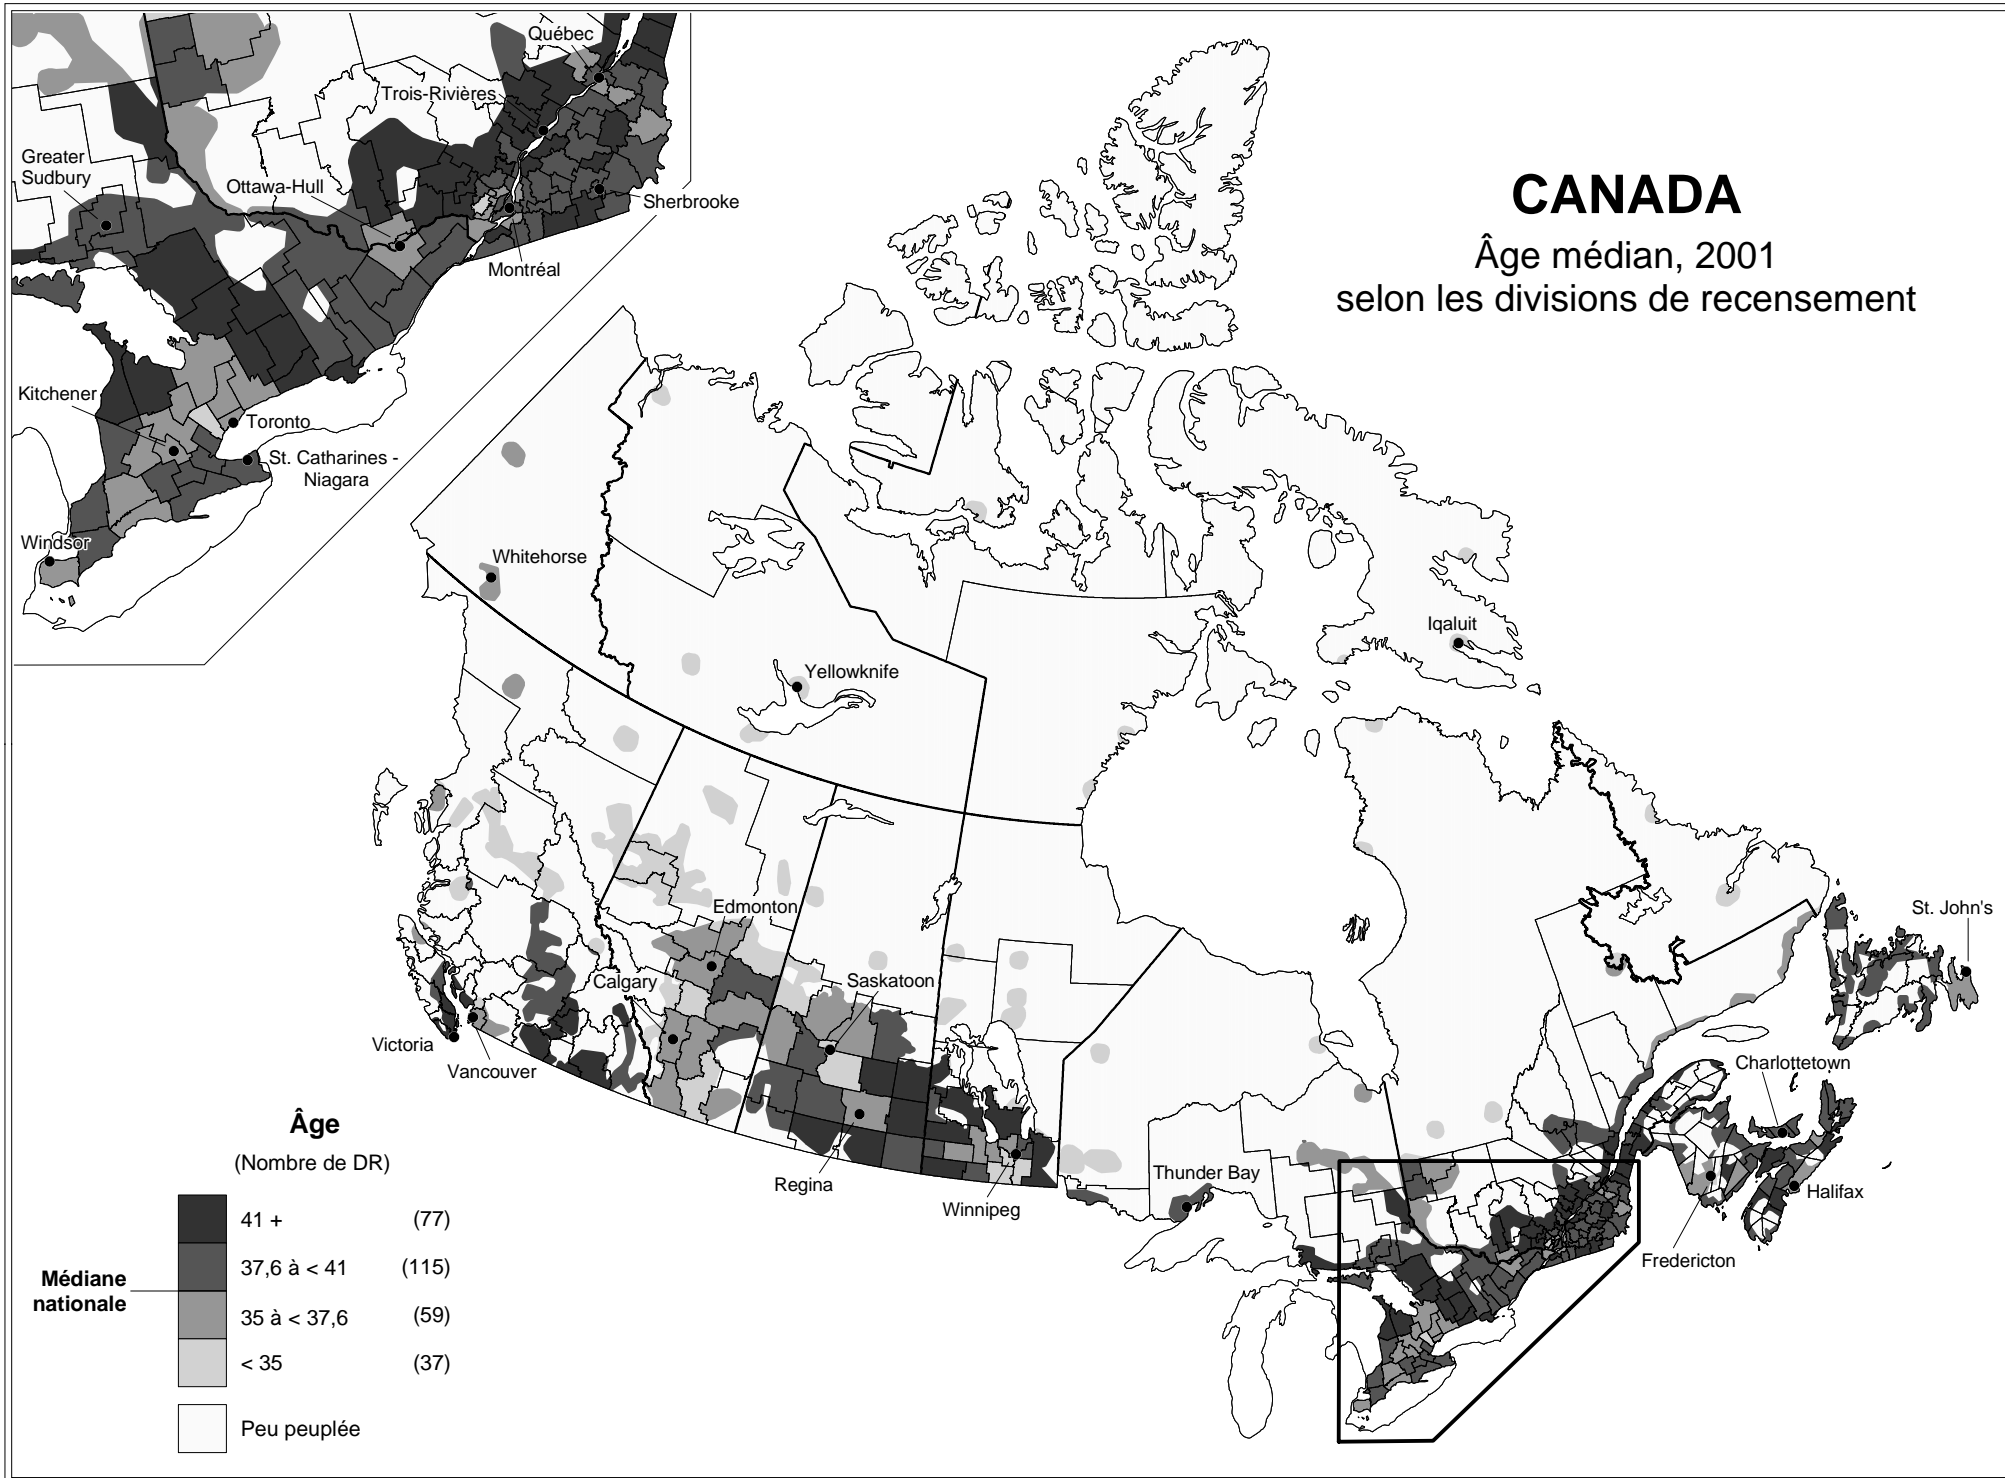 CANADA
Âge médian, 2001
selon les divisions de recensement
Québec
Trois-Rivières
Greater
Sudbury
Ottawa-Hull
Sherbrooke
Montréal
Kitchener
Toronto
St. Catharines -
Niagara
Windsor
Whitehorse
Yellowknife
Iqaluit
Edmonton
Calgary
Saskatoon
Victoria
Vancouver
Regina
Winnipeg
Thunder Bay
St. John's
Charlottetown
Halifax
Fredericton
Âge
(Nombre de DR)
41 + (77)
37,6 à < 41 (115)
Médiane
nationale
35 à < 37,6 (59)
< 35 (37)
Peu peuplée